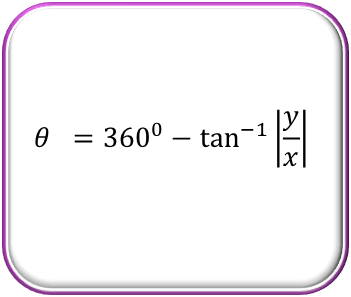 θ = 360⁰ − tan⁻¹ |y/x|